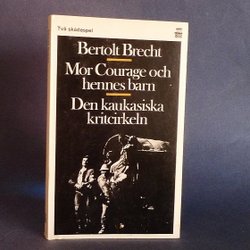 Två skådespel
Bertolt Brecht
Mor Courage och
hennes barn
Den kaukasiska
kritcirkeln